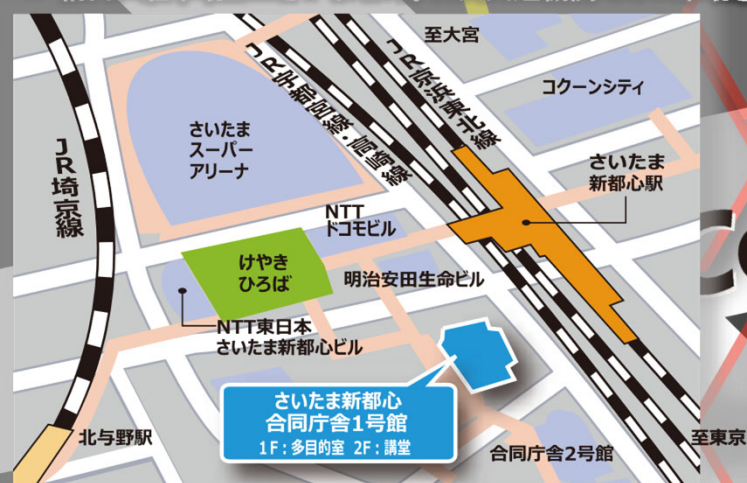 至大宮
JR京浜東北線
JR宇都宮線・高崎線
コクーンシティ
さいたま
スーパー
アリーナ
JR埼京線
さいたま
新都心駅
NTT
ドコモビル
けやき
ひろば
明治安田生命ビル
NTT東日本
さいたま新都心ビル
さいたま新都心
合同庁舎1号館
1F：多目的室 2F：講堂
北与野駅
合同庁舎2号館
至東京